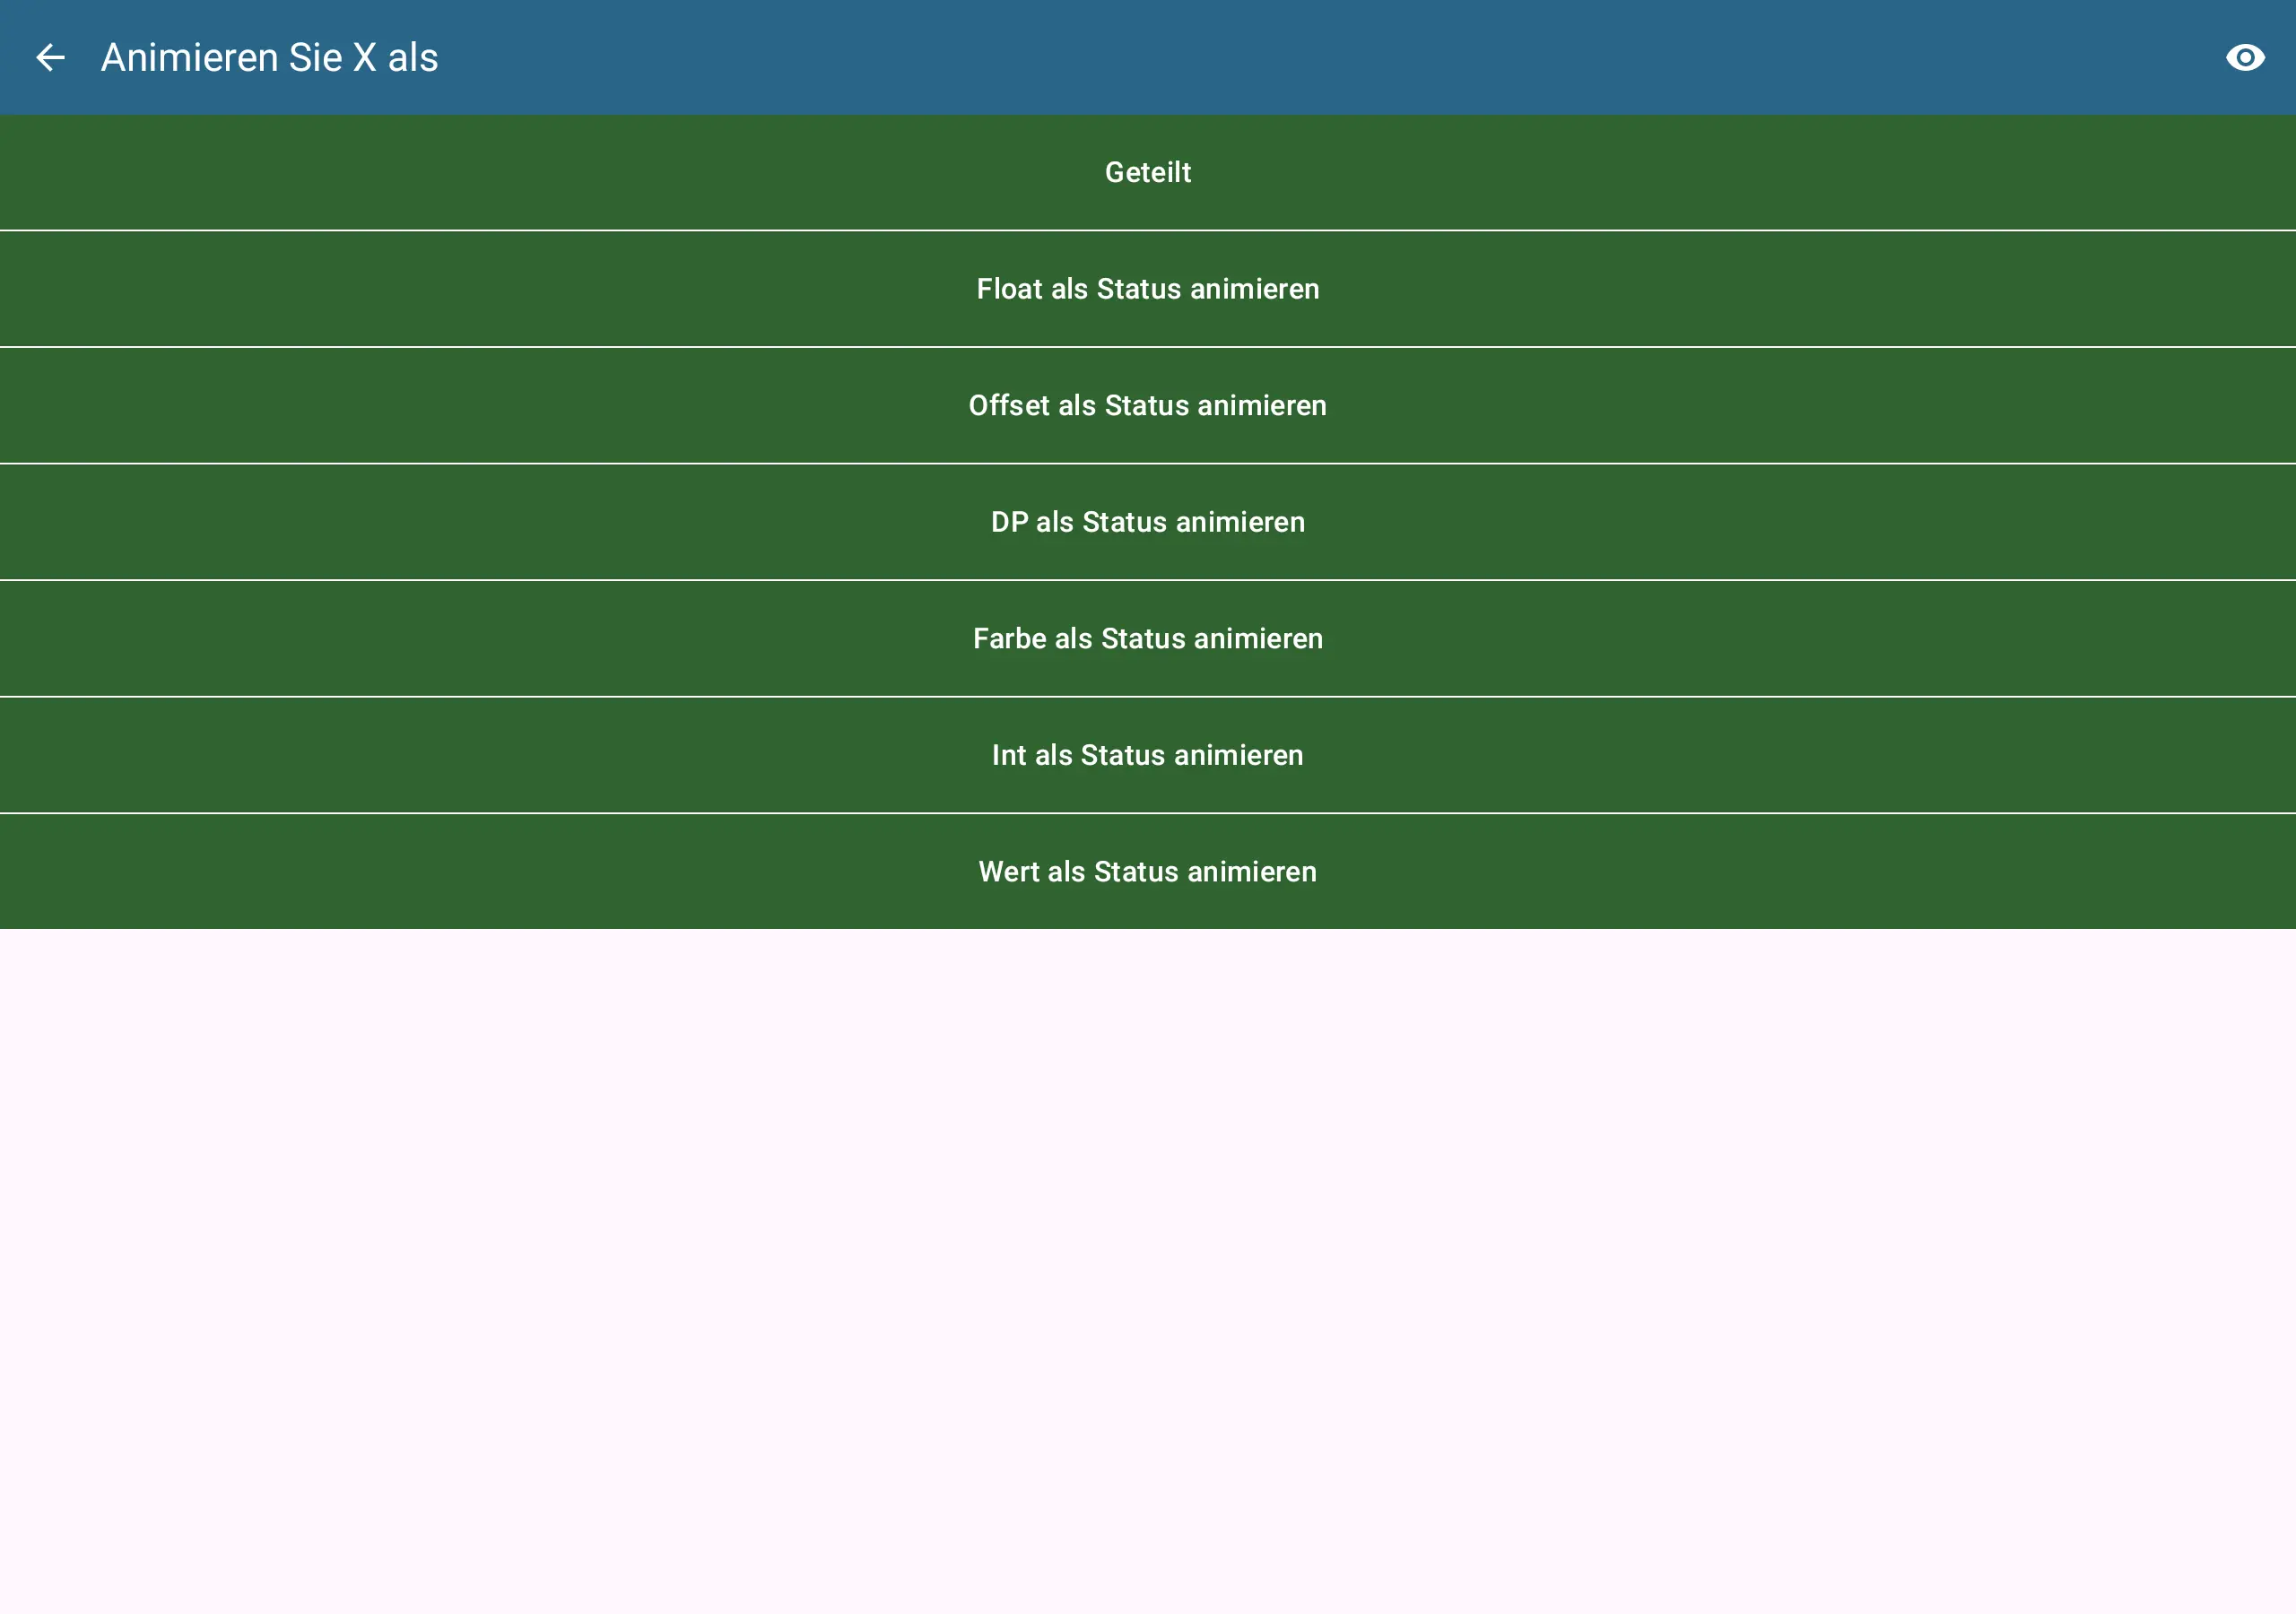 Animieren Sie X als
Geteilt
Float als Status animieren
Offset als Status animieren
DP als Status animieren
Farbe als Status animieren
Int als Status animieren
Wert als Status animieren